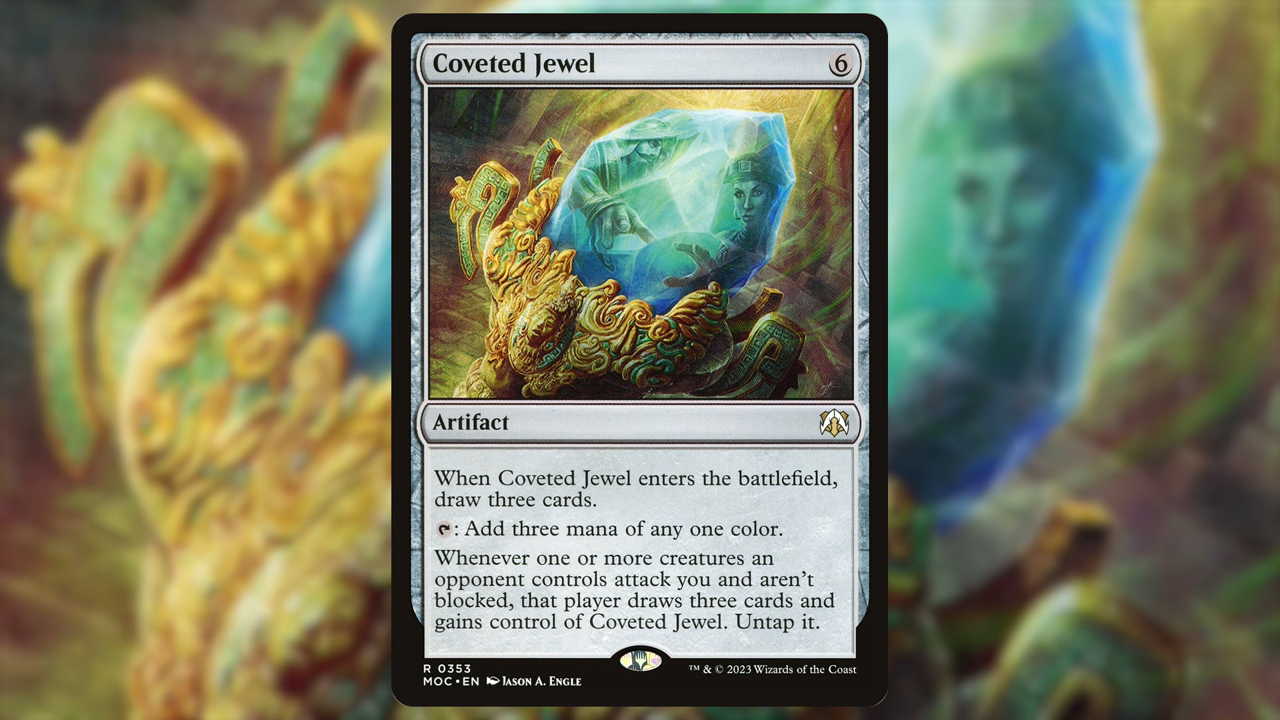 Coveted Jewel 6
Artifact
When Coveted Jewel enters the battlefield,
draw three cards.
: Add three mana of any one color.
Whenever one or more creatures an
opponent controls attack you and aren't
blocked, that player draws three cards and
gains control of Coveted Jewel. Untap it.
R 0353
MOC • EN Jason A. Engle
™ & © 2023 Wizards of the Coast